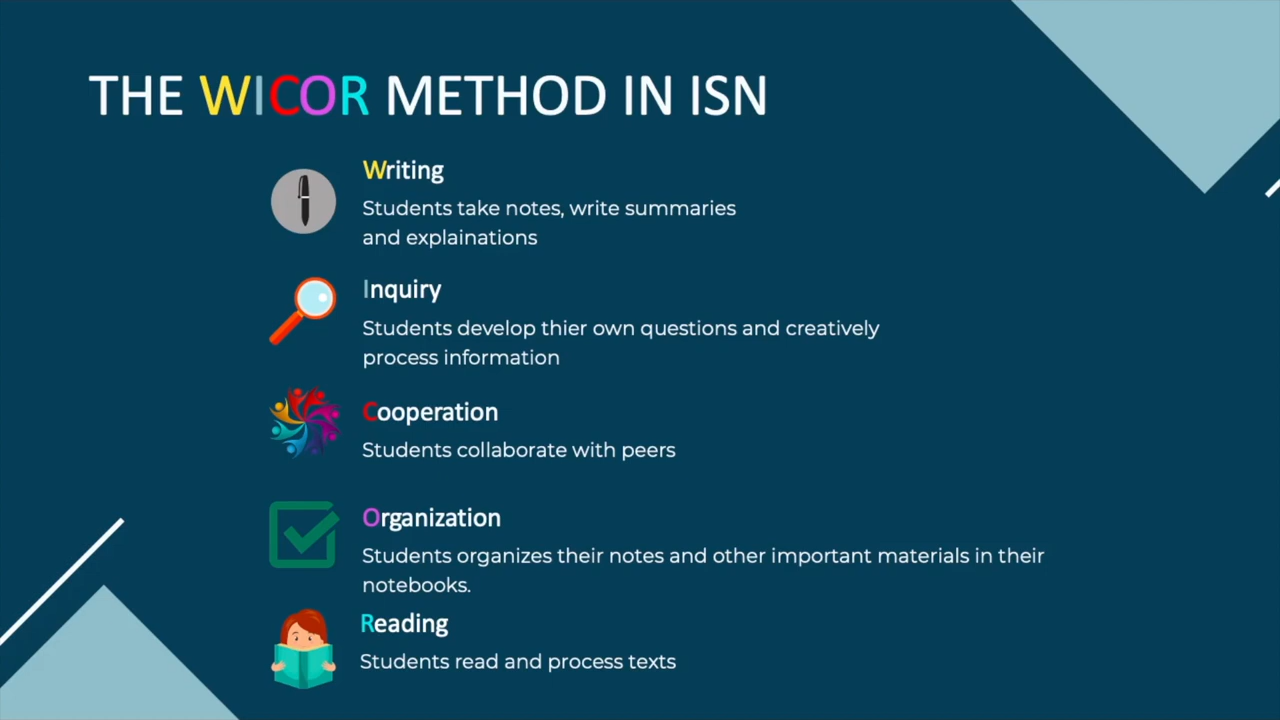 THE WICOR METHOD IN ISN
Writing
Students take notes, write summaries
and explainations
Inquiry
Students develop thier own questions and creatively
process information
Cooperation
Students collaborate with peers
Organization
Students organizes their notes and other important materials in their
notebooks.
Reading
Students read and process texts